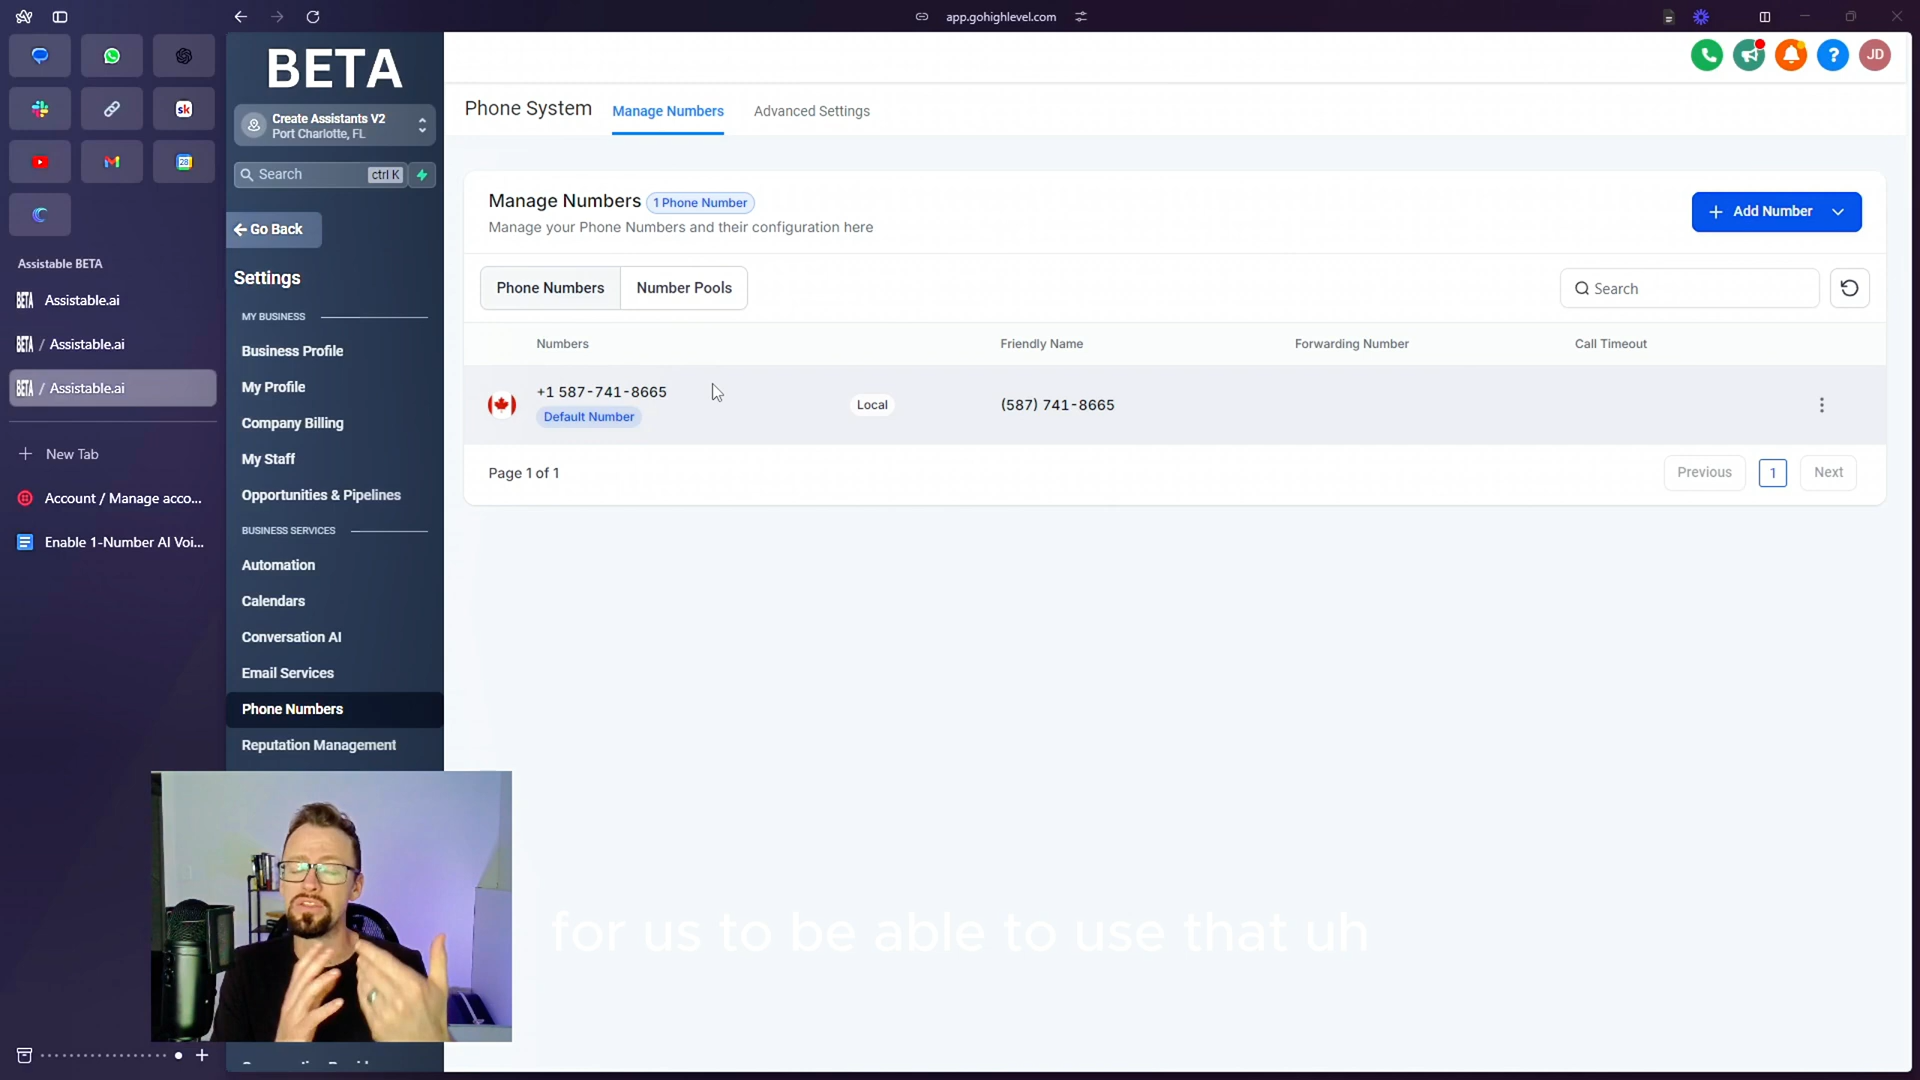 app.gohighlevel.com
JD
BETA
Create Assistants V2
Port Charlotte, FL
Search
ctrl K
Go Back
Settings
MY BUSINESS
Business Profile
My Profile
Company Billing
My Staff
Opportunities & Pipelines
BUSINESS SERVICES
Automation
Calendars
Conversation AI
Email Services
Phone Numbers
Reputation Management
sk
28
Assistable BETA
BETA Assistable.ai
BETA / Assistable.ai
BETA / Assistable.ai
New Tab
Account / Manage acco...
Enable 1-Number AI Voi...
Phone System
Manage Numbers
Advanced Settings
Manage Numbers
1 Phone Number
Manage your Phone Numbers and their configuration here
Add Number
Phone Numbers
Number Pools
Search
Numbers
Friendly Name
Forwarding Number
Call Timeout
+1 587-741-8665
Default Number
Local
(587) 741-8665
Page 1 of 1
Previous
1
Next
for us to be able to use that uh